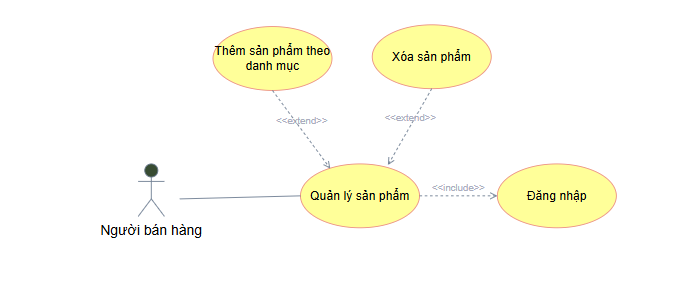 Thêm sản phẩm theo
danh mục
Xóa sản phẩm
<<extend>>
<<extend>>
Quản lý sản phẩm
<<include>>
Đăng nhập
Người bán hàng